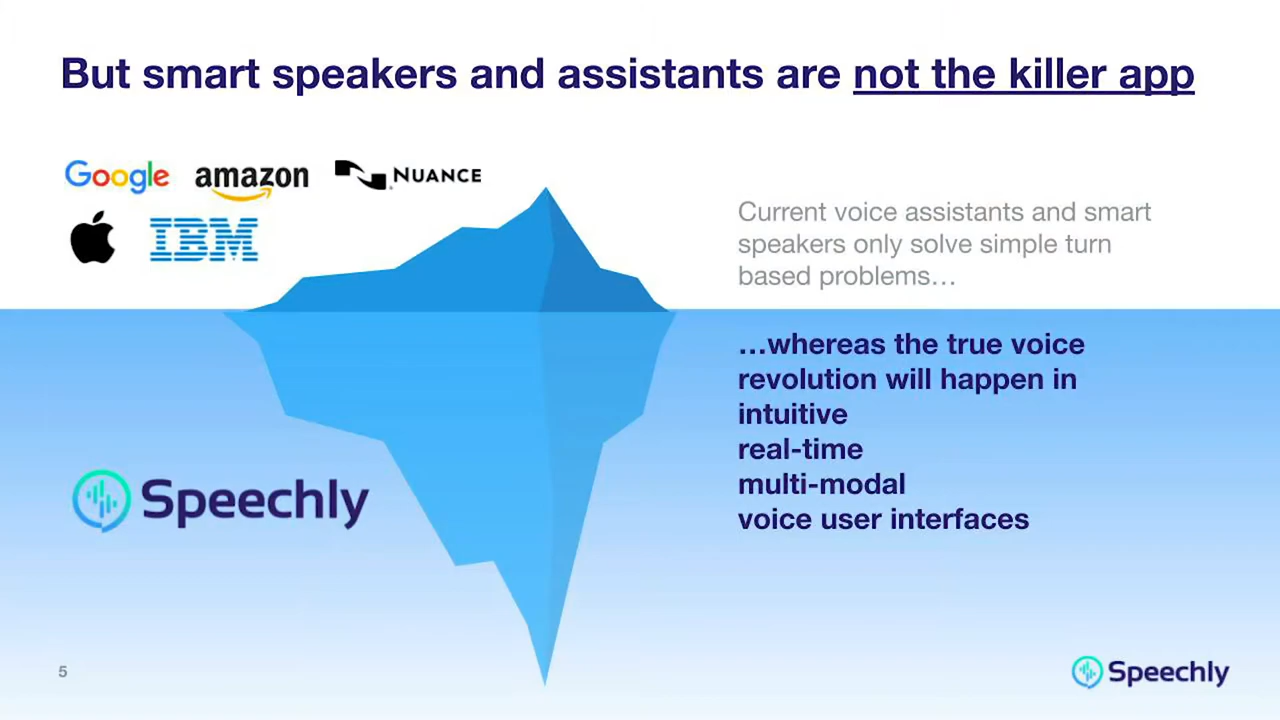 But smart speakers and assistants are not the killer app
Google amazon NUANCE
IBM
Current voice assistants and smart
speakers only solve simple turn
based problems…
…whereas the true voice
revolution will happen in
intuitive
real-time
multi-modal
voice user interfaces
Speechly
5
Speechly